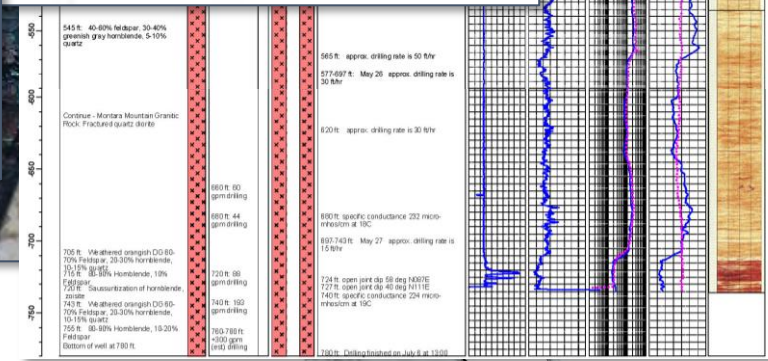 -550
-600
-650
-700
-750
545 ft: 40-60% feldspar, 30-40%
greenish gray hornblende, 5-10%
quartz
Continue - Montara Mountain Granitic
Rock: Fractured quartz diorite
705 ft: Weathered orangish DG 60-
70% Feldspar, 20-30% hornblende,
10-15% quartz
715 ft: 80-90% Hornblende, 10%
Feldspar.
720 ft: Saussuritization of hornblende,
zoisite
743 ft: Weathered orangish DG 60-
70% Feldspar, 20-30% hornblende,
10-15% quartz
755 ft: 80-90% Hornblende, 10-20%
Feldspar
Bottom of well at 780 ft.
660 ft: 60
gpm drilling
680 ft: 44
gpm drilling
720 ft: 88
gpm drilling
740 ft: 193
gpm drilling
760-780 ft:
<300 gpm
(est) drilling
565 ft: approx. drilling rate is 50 ft/hr
577-697 ft: May 26 approx. drilling rate is
30 ft/hr
620 ft: approx. drilling rate is 30 ft/hr
680 ft: specific conductance 232 micro-
mhos/cm at 18C
697-743 ft: May 27 approx. drilling rate is
15 ft/hr
724 ft: open joint dip 58 deg N087E
727 ft: open joint dip 40 deg N111E
740 ft: specific conductance 234 micro-
mhos/cm at 19C
780 ft: Drilling finished on July 6 at 13:00